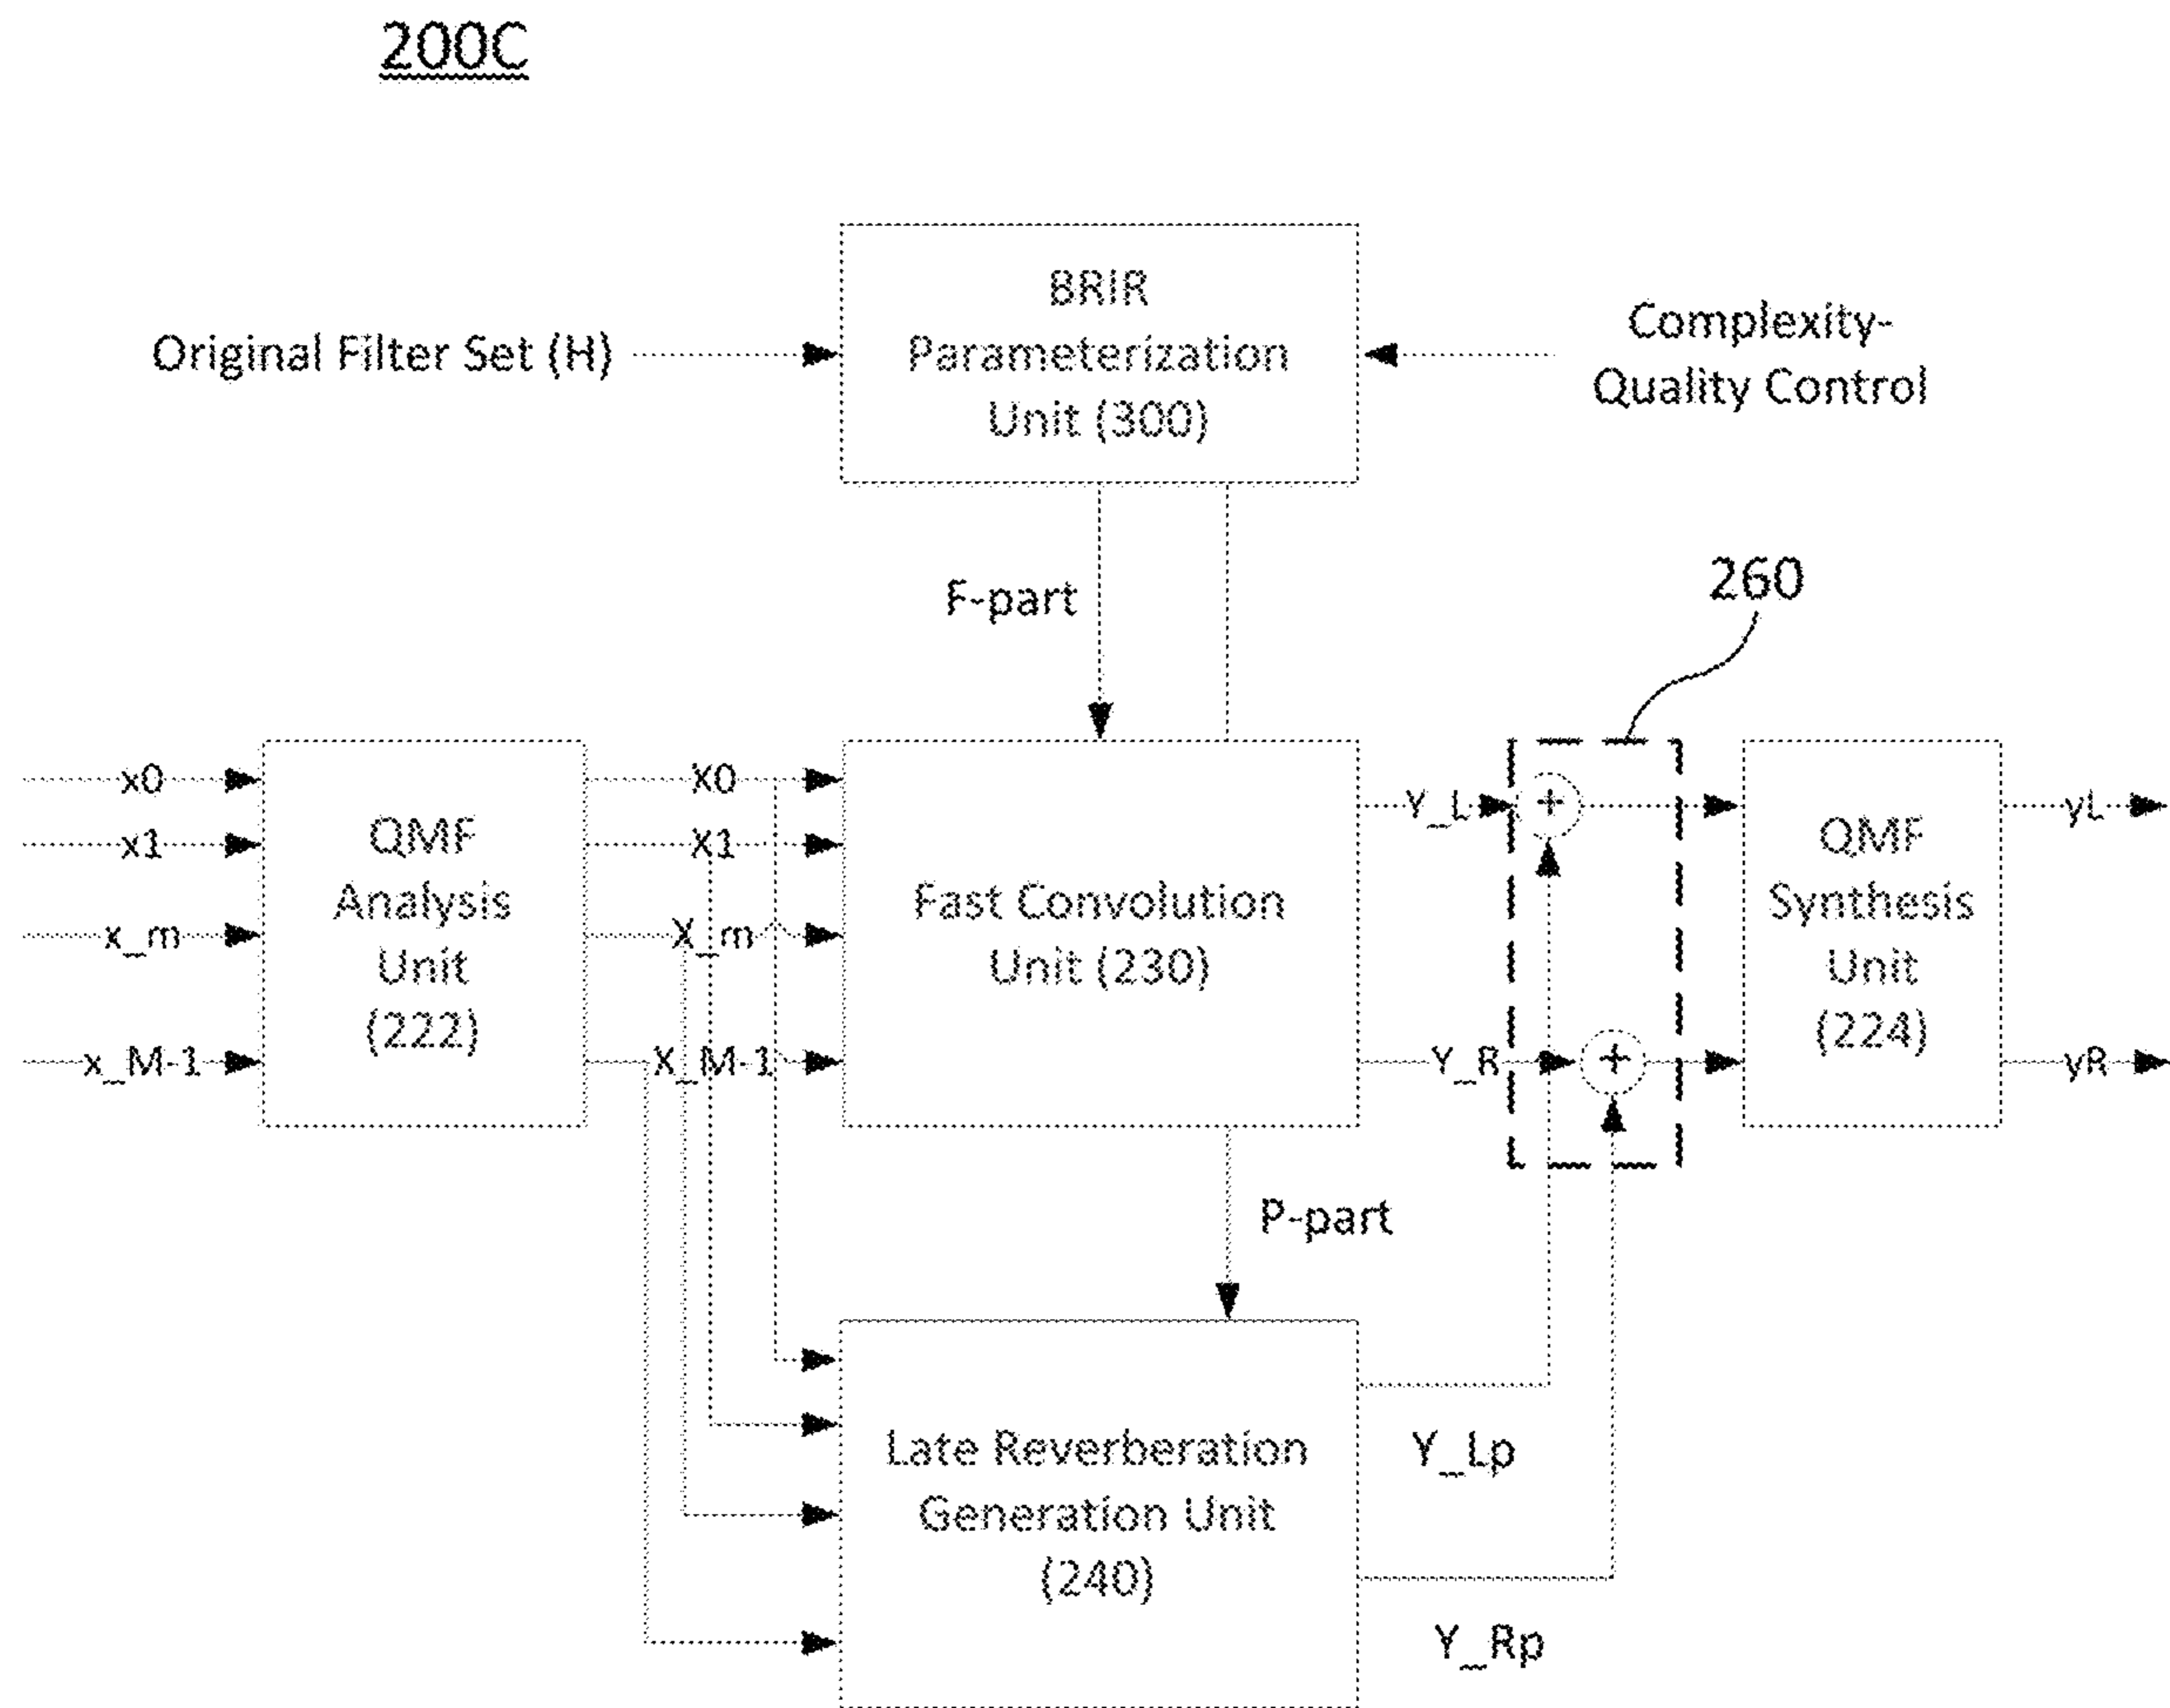 200C
BRIR
Parameterization
Unit (300)
Original Filter Set (H)
Complexity-
Quality Control
F-part
260
x0
x1
x_m
x_M-1
QMF
Analysis
Unit
(222)
X0
X1
X_m
X_M-1
Fast Convolution
Unit (230)
Y_L
Y_R
+
+
QMF
Synthesis
Unit
(224)
yL
yR
P-part
Late Reverberation
Generation Unit
(240)
Y_Lp
Y_Rp